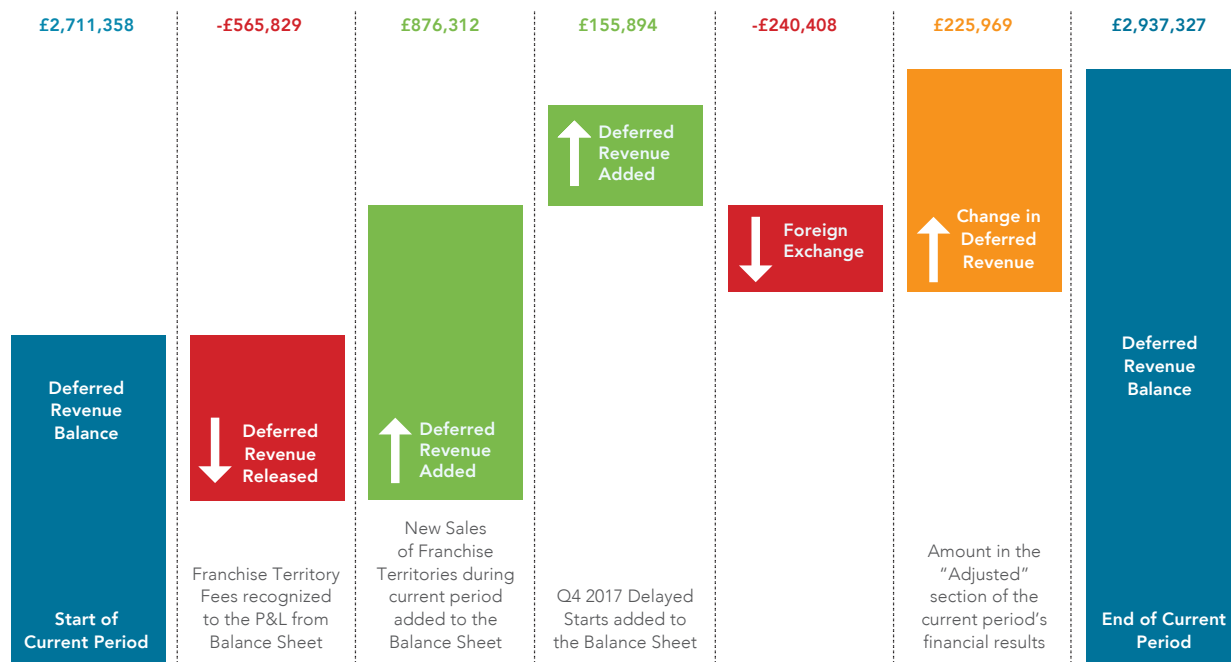 £2,711,358
-£565,829
£876,312
£155,894
-£240,408
£225,969
£2,937,327
Deferred
Revenue
Balance
Start of
Current Period
Deferred
Revenue
Released
Franchise Territory
Fees recognized
to the P&L from
Balance Sheet
Deferred
Revenue
Added
New Sales
of Franchise
Territories during
current period
added to the
Balance Sheet
Deferred
Revenue
Added
Q4 2017 Delayed
Starts added to
the Balance Sheet
Foreign
Exchange
Change in
Deferred
Revenue
Amount in the
“Adjusted”
section of the
current period’s
financial results
Deferred
Revenue
Balance
End of Current
Period